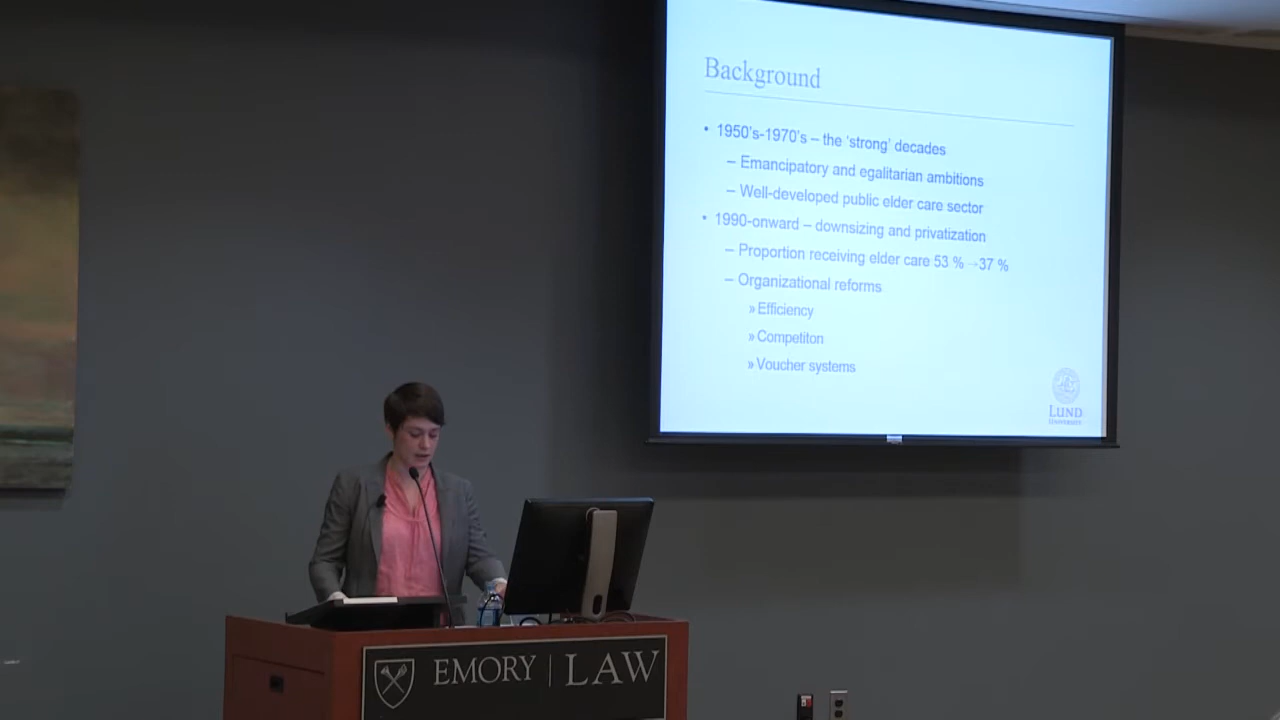 Background
• 1950's-1970's – the 'strong' decades
– Emancipatory and egalitarian ambitions
– Well-developed public elder care sector
• 1990-onward – downsizing and privatization
– Proportion receiving elder care 53 % →37 %
– Organizational reforms
» Efficiency
» Competiton
» Voucher systems
LUND
UNIVERSITY
EMORY | LAW